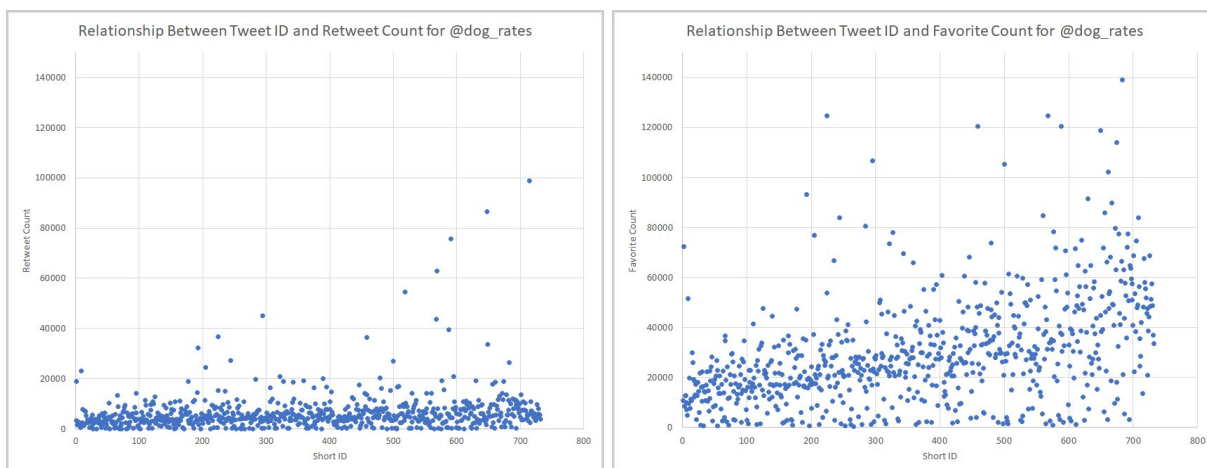 Relationship Between Tweet ID and Retweet Count for @dog_rates
140000
120000
100000
80000
60000
40000
20000
0
Retweet Count
0 100 200 300 400 500 600 700 800
Short ID
Relationship Between Tweet ID and Favorite Count for @dog_rates
140000
120000
100000
80000
60000
40000
20000
0
Favorite Count
0 100 200 300 400 500 600 700 800
Short ID